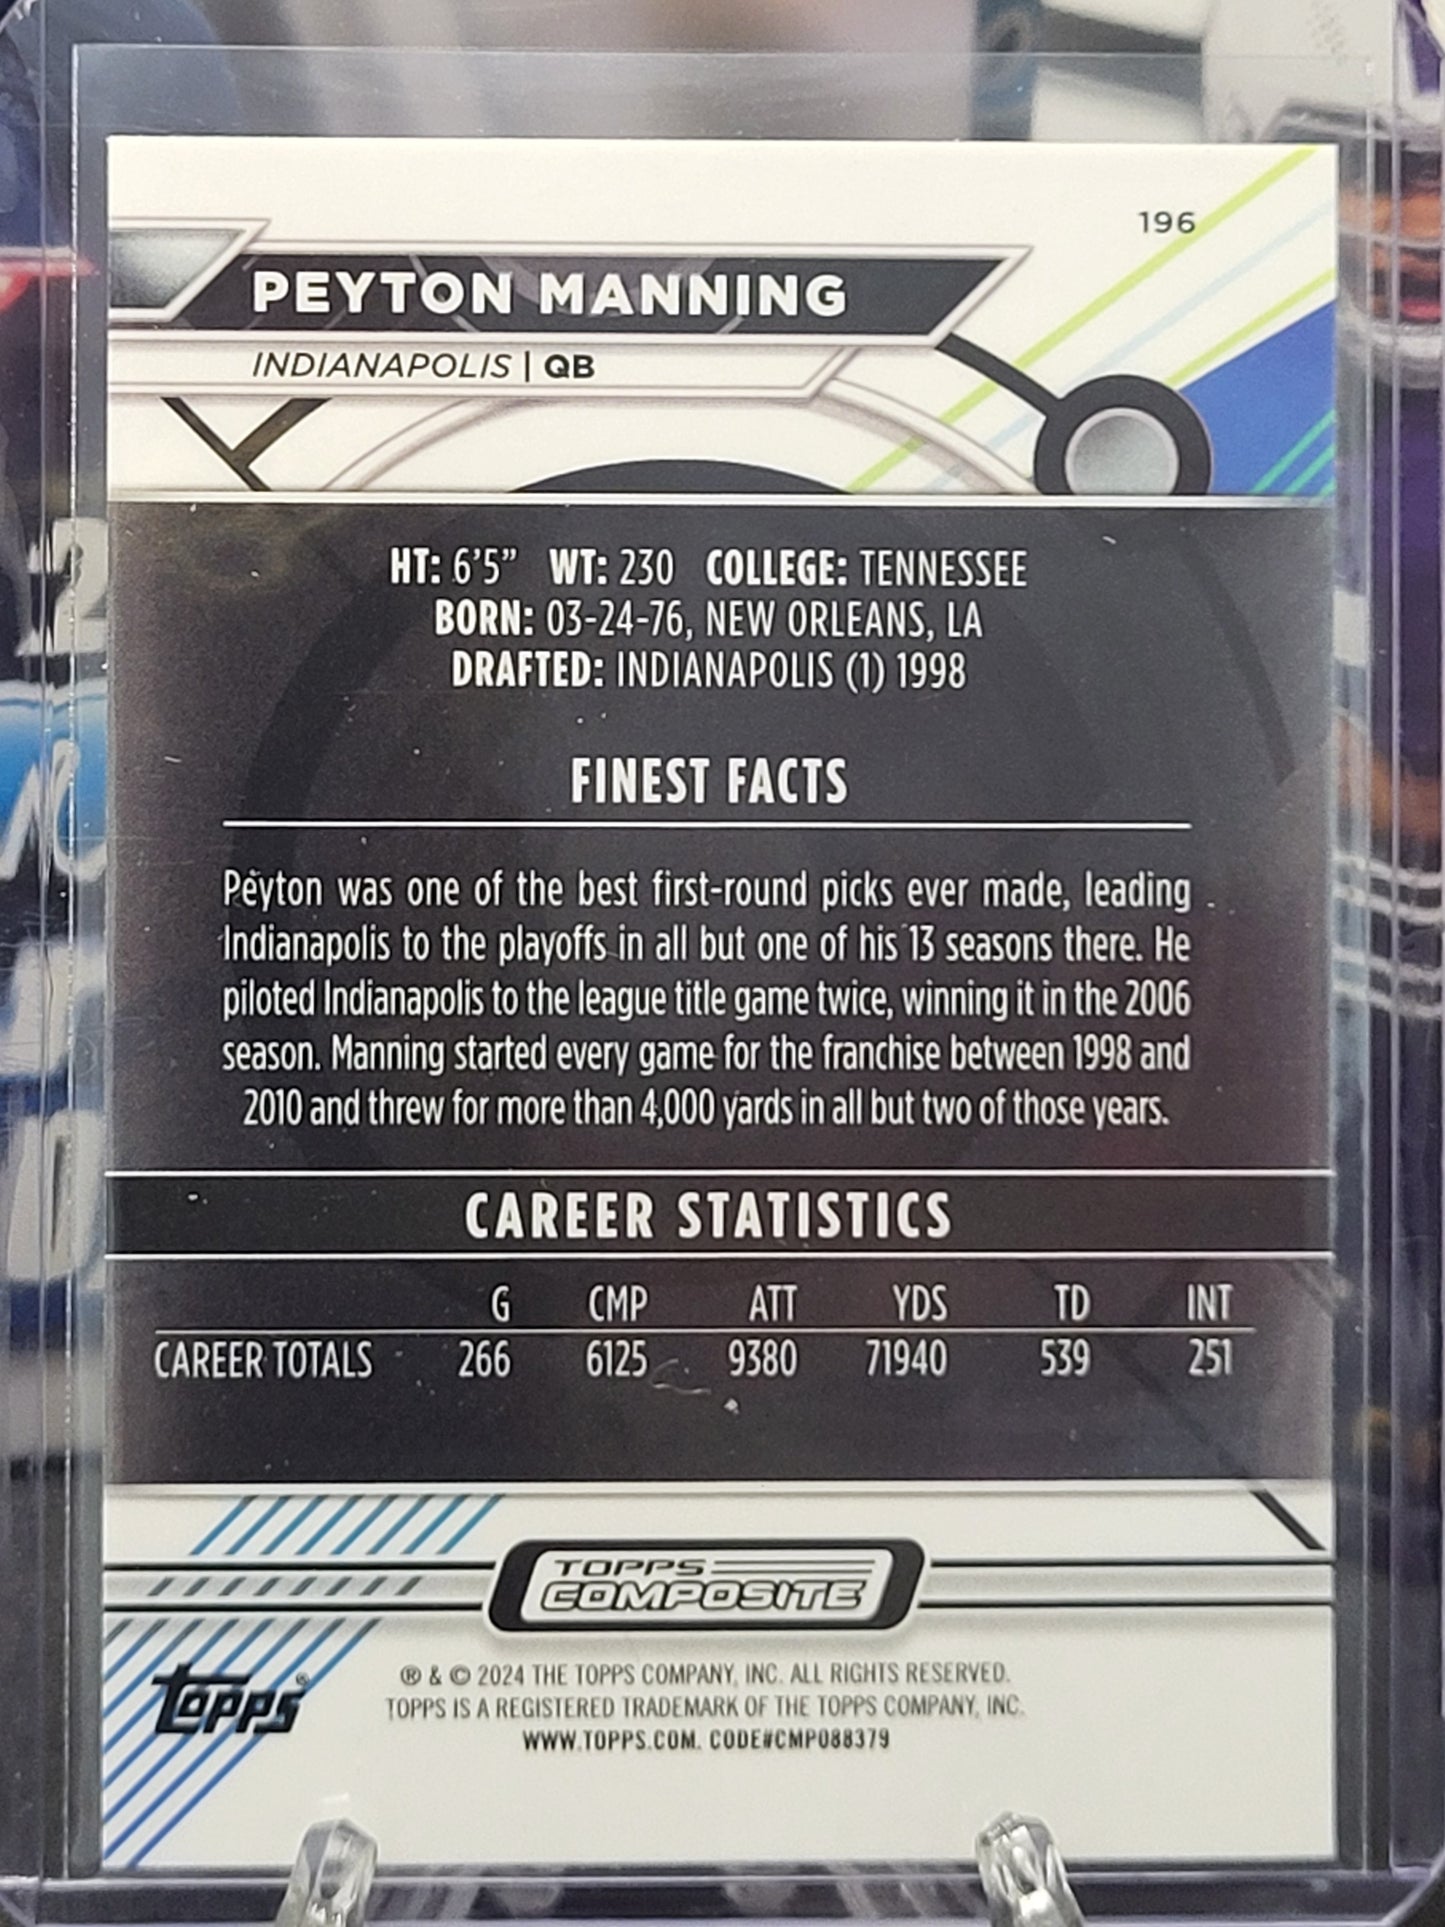 196
PEYTON MANNING
INDIANAPOLIS | QB
HT: 6'5" WT: 230 COLLEGE: TENNESSEE
BORN: 03-24-76, NEW ORLEANS, LA
DRAFTED: INDIANAPOLIS (1) 1998
FINEST FACTS
Peyton was one of the best first-round picks ever made, leading
Indianapolis to the playoffs in all but one of his 13 seasons there. He
piloted Indianapolis to the league title game twice, winning it in the 2006
season. Manning started every game for the franchise between 1998 and
2010 and threw for more than 4,000 yards in all but two of those years.
CAREER STATISTICS
G CMP ATT YDS TD INT
CAREER TOTALS 266 6125 9380 71940 539 251
TOPPS
COMPOSITE
Topps®
® & © 2024 THE TOPPS COMPANY, INC. ALL RIGHTS RESERVED.
TOPPS IS A REGISTERED TRADEMARK OF THE TOPPS COMPANY, INC.
WWW.TOPPS.COM. CODE#CMP088379